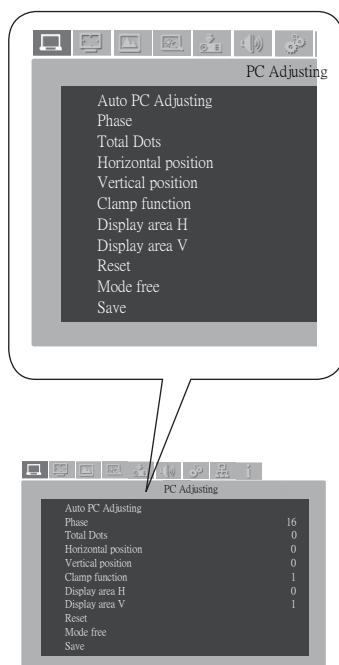 PC Adjusting
Auto PC Adjusting
Phase
Total Dots
Horizontal position
Vertical position
Clamp function
Display area H
Display area V
Reset
Mode free
Save
PC Adjusting
Auto PC Adjusting
Phase 16
Total Dots 0
Horizontal position 0
Vertical position 0
Clamp function 1
Display area H 0
Display area V 1
Reset
Mode free
Save